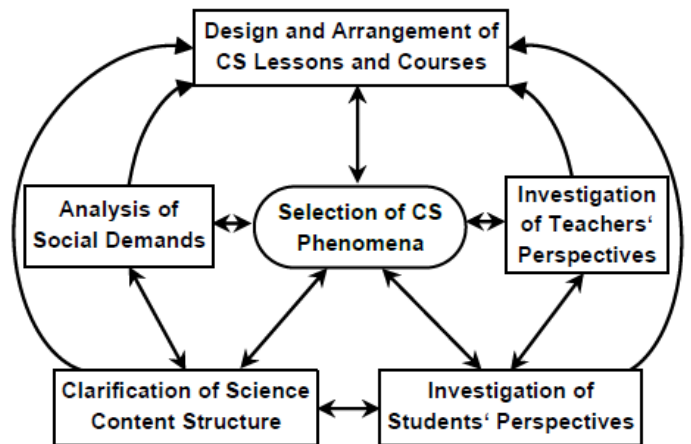 Design and Arrangement of
CS Lessons and Courses
Analysis of
Social Demands
Selection of CS
Phenomena
Investigation
of Teachers‘
Perspectives
Clarification of Science
Content Structure
Investigation of
Students‘ Perspectives